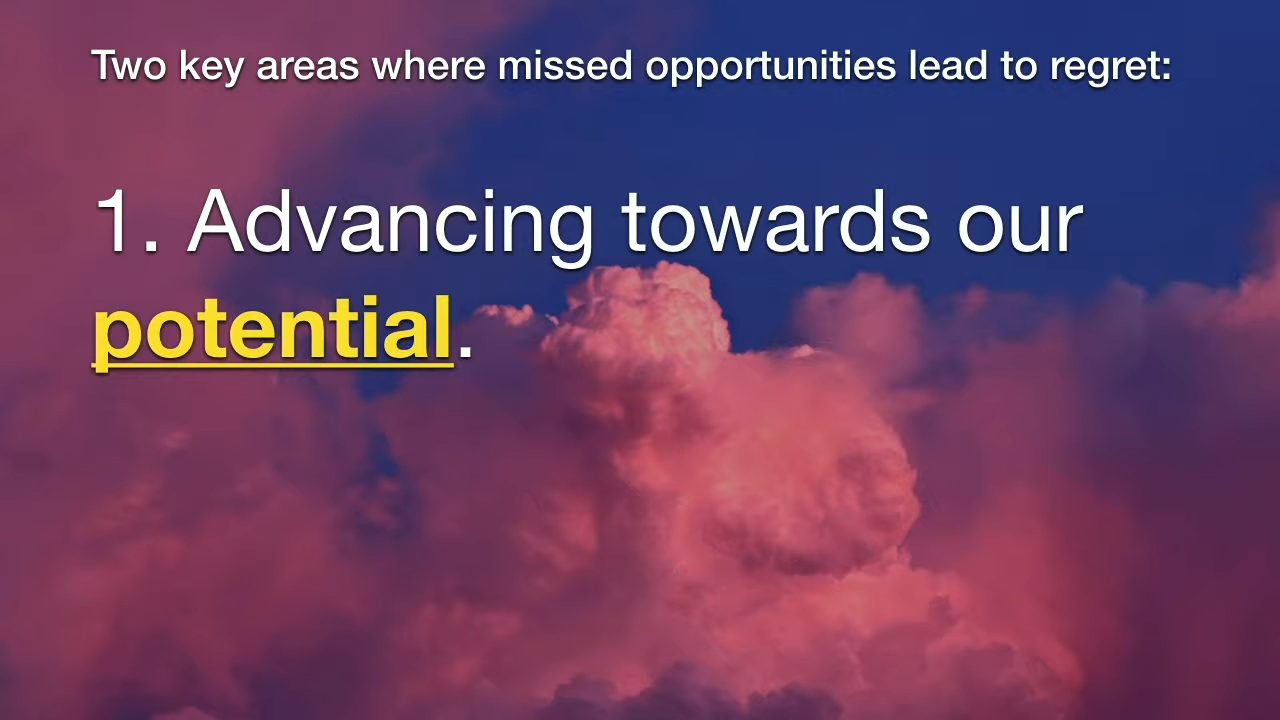 Two key areas where missed opportunities lead to regret:
1. Advancing towards our
potential.